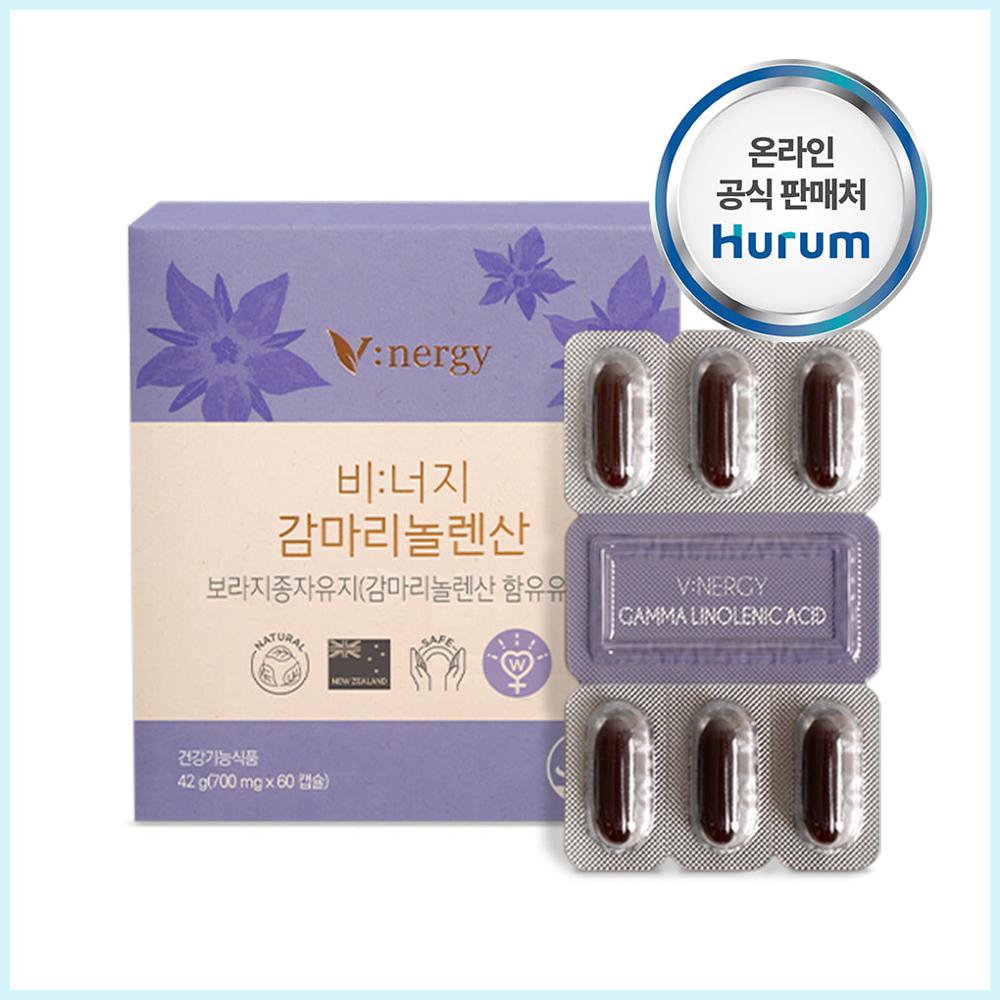 온라인
공식 판매처
Hurum
V:nergy
비:너지
감마리놀렌산
보라지종자유지(감마리놀렌산 함유유
NATURAL
NEW ZEALAND
SAFE
W
건강기능식품
42 g(700 mg x 60 캡슐)
V:NERGY
GAMMA LINOLENIC ACID